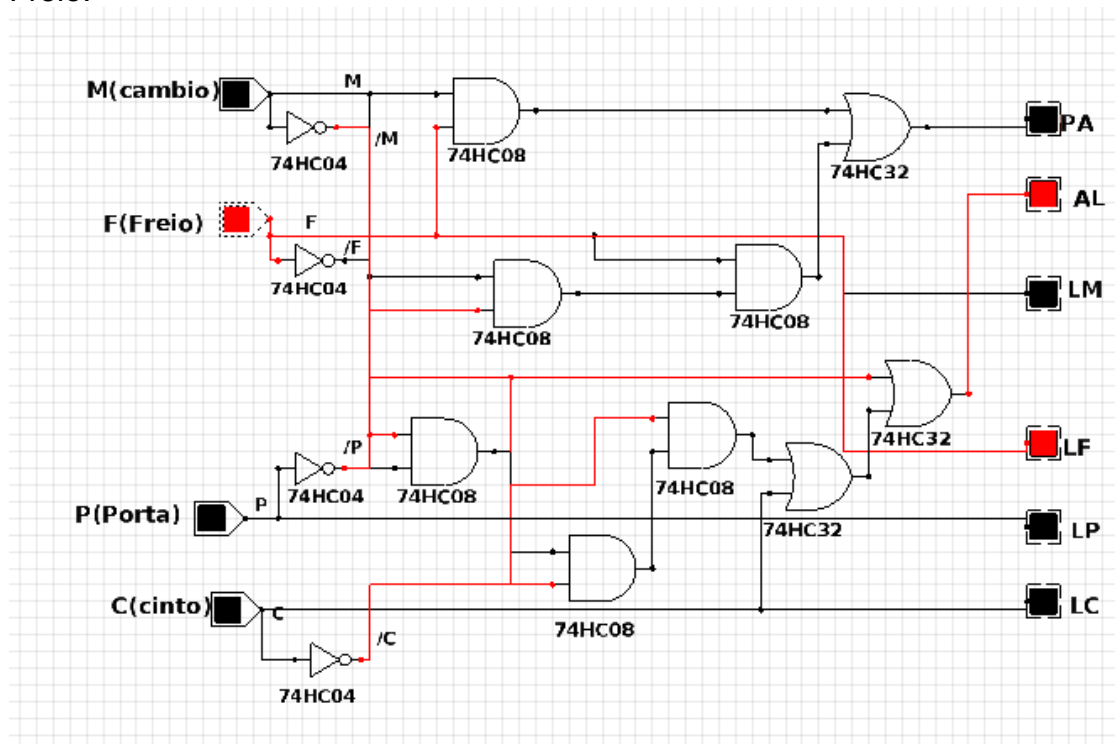 M(cambio)
M
/M
74HC04
74HC08
74HC32
PA
AL
F(Freio)
F
/F
74HC04
74HC08
74HC08
LM
74HC32
LF
/P
74HC04
74HC08
74HC08
P(Porta)
P
74HC32
LP
C(cinto)
C
/C
74HC08
LC
74HC04